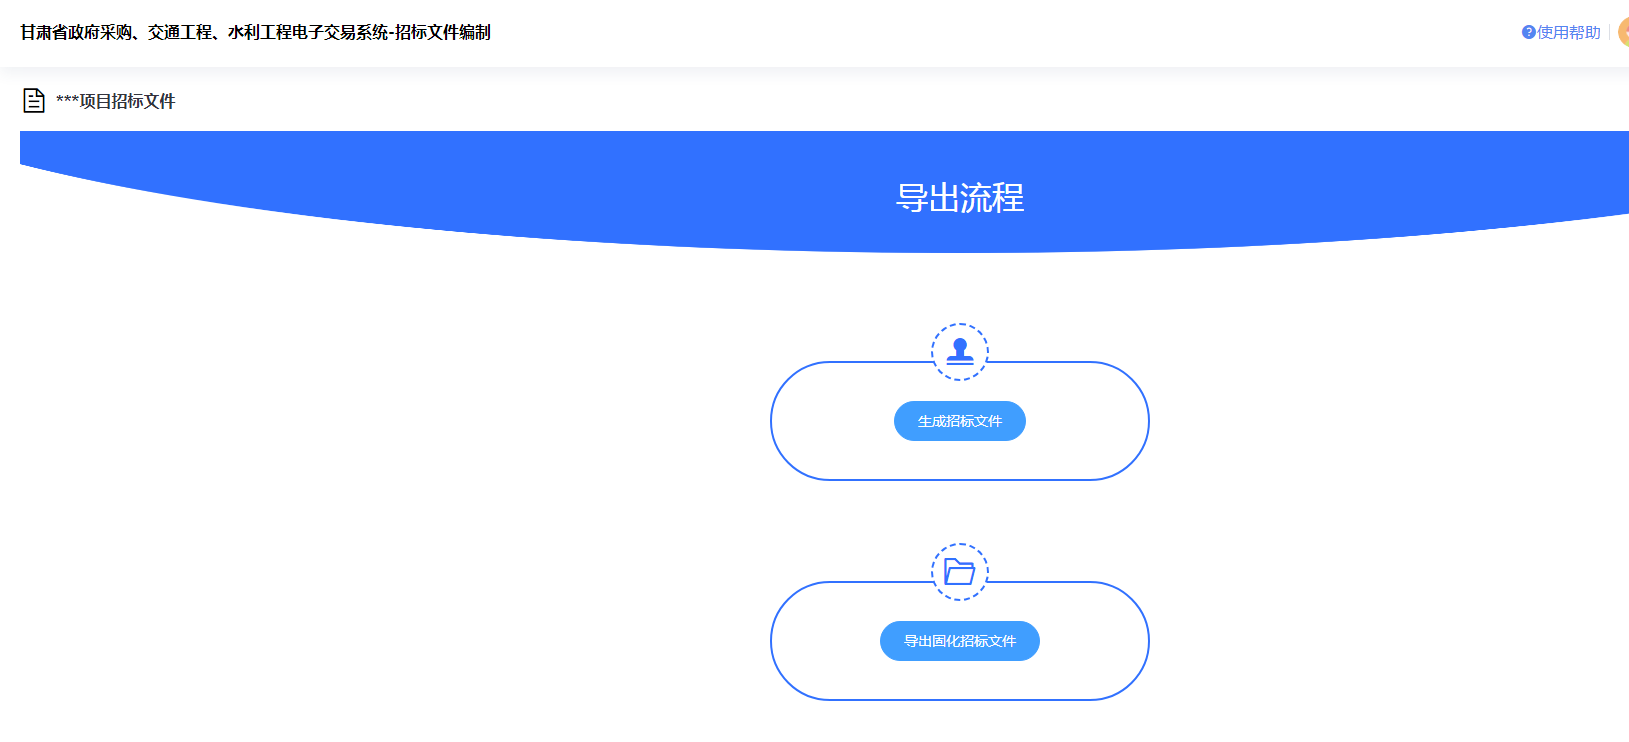 甘肃省政府采购、交通工程、水利工程电子交易系统-招标文件编制
?使用帮助
***项目招标文件
导出流程
生成招标文件
导出固化招标文件